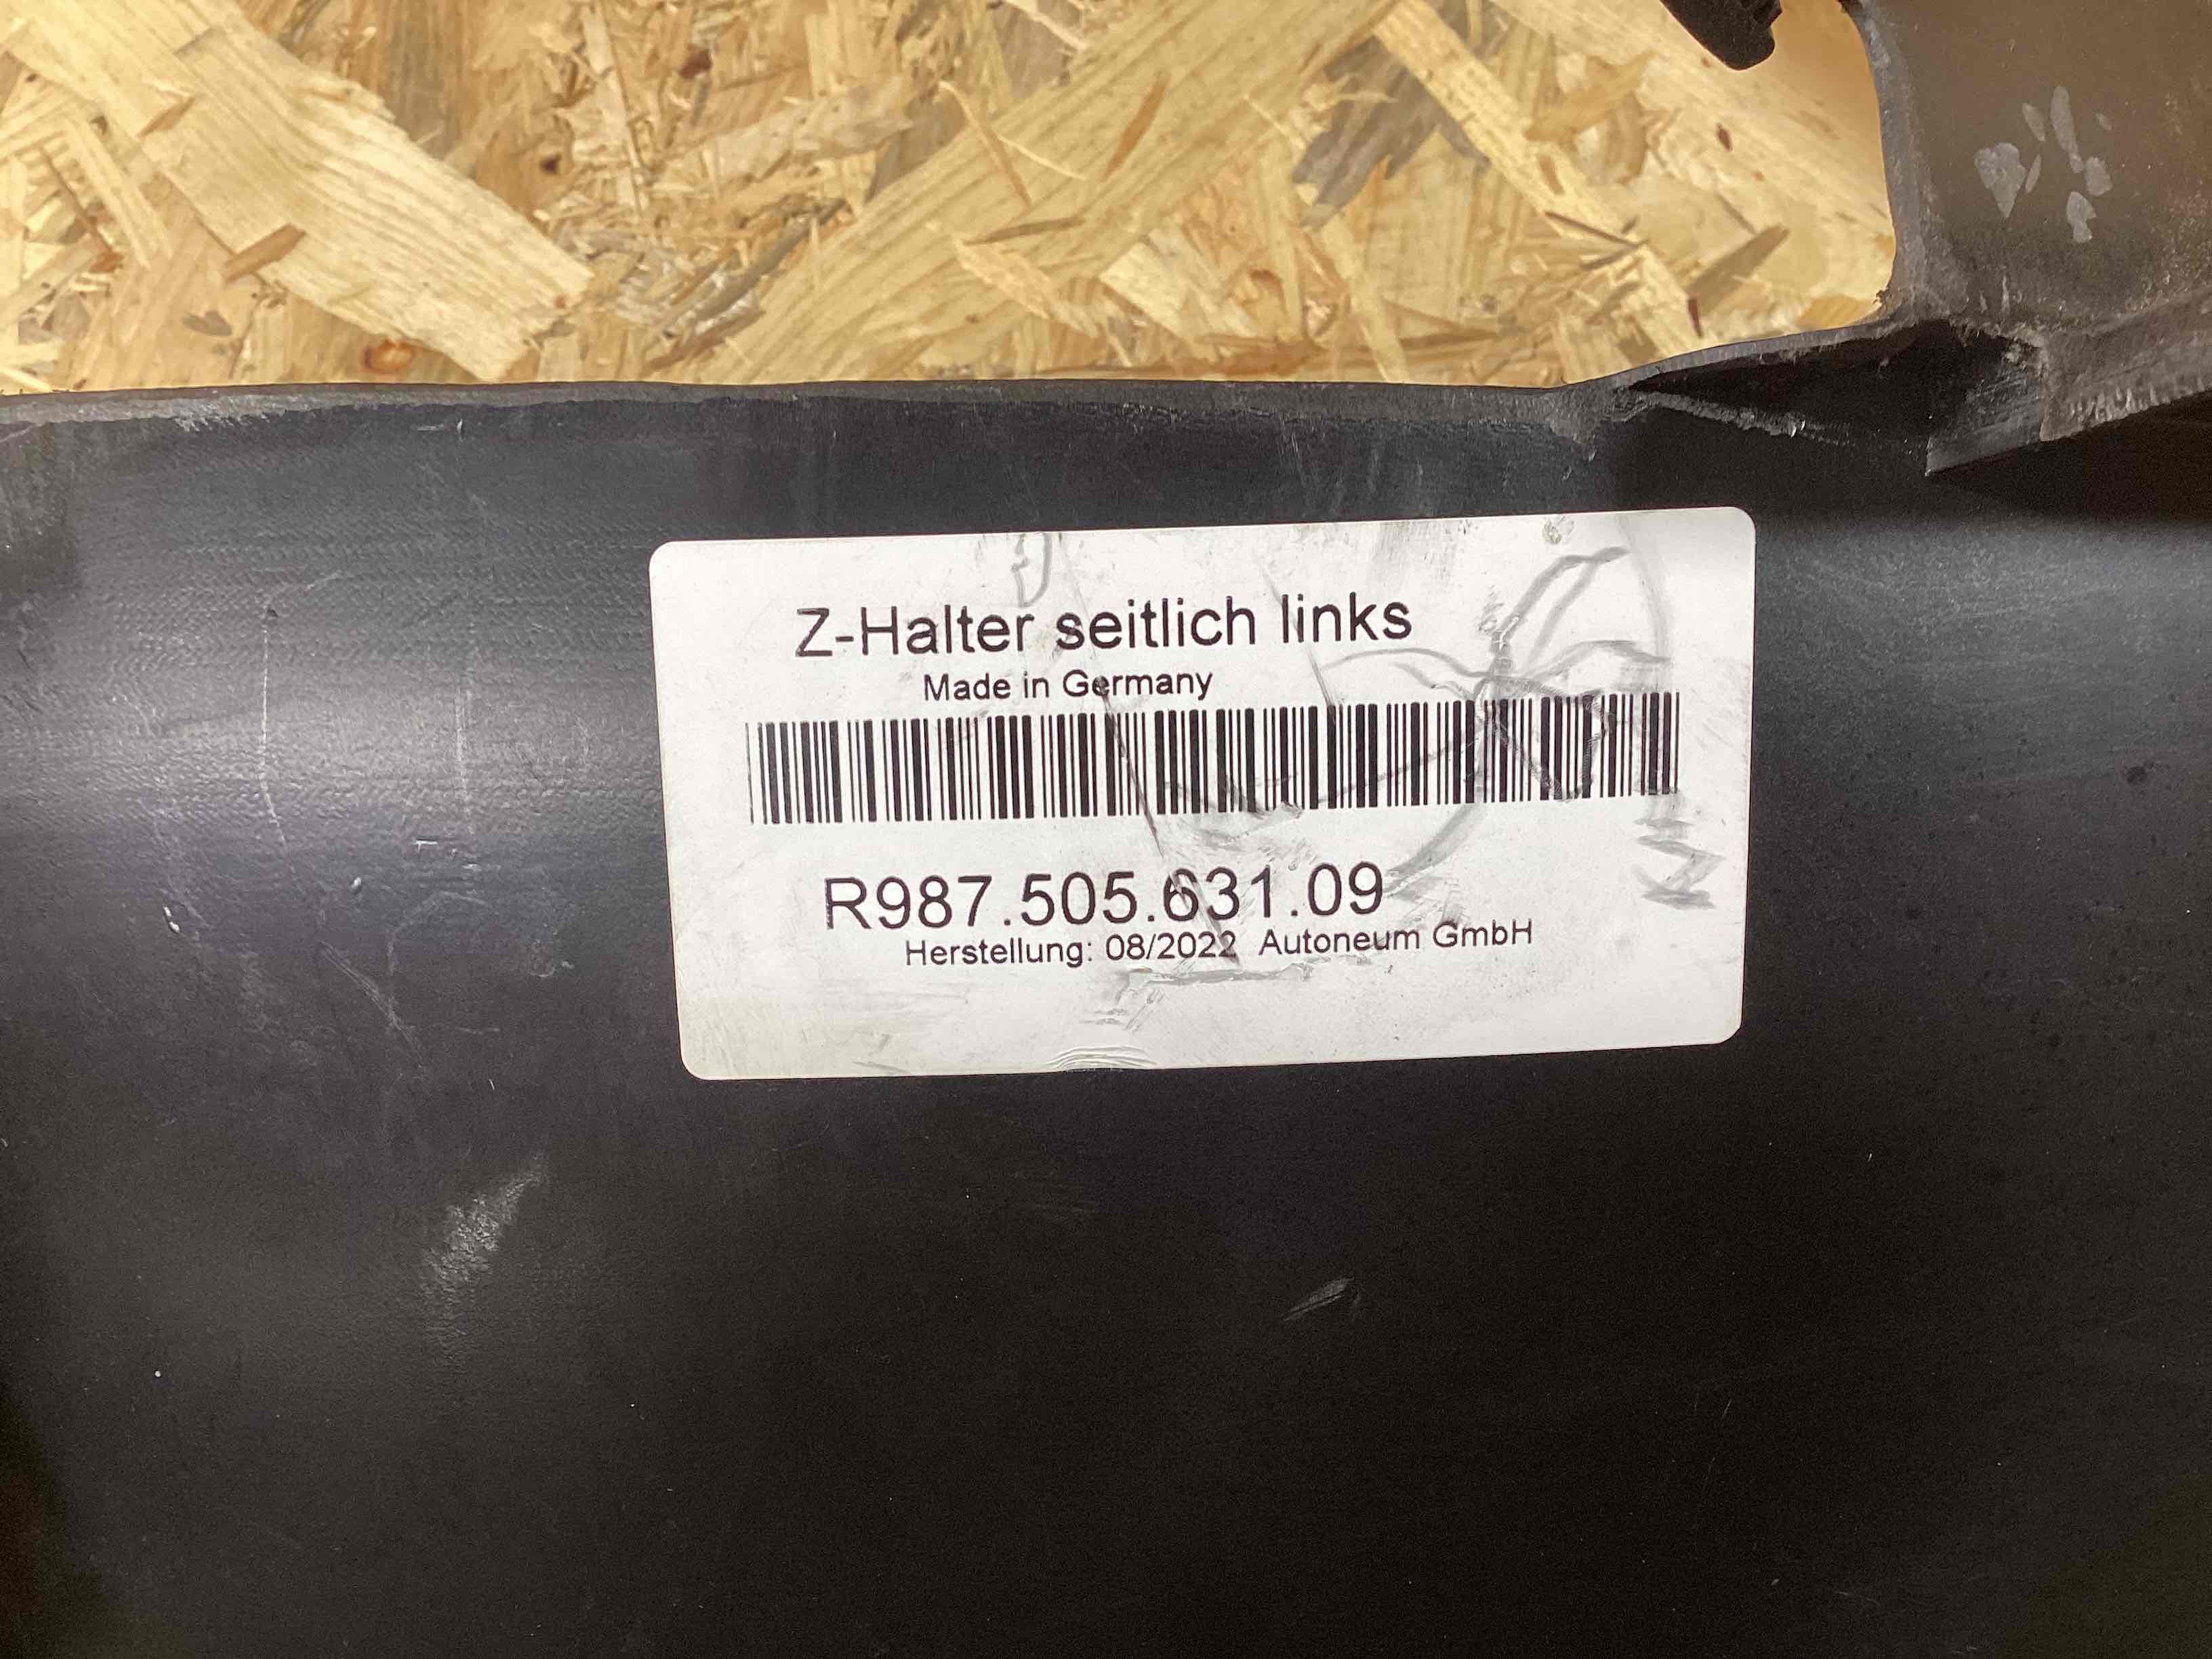 Z-Halter seitlich links
Made in Germany
R987.505.631.09
Herstellung: 08/2022 Autoneum GmbH